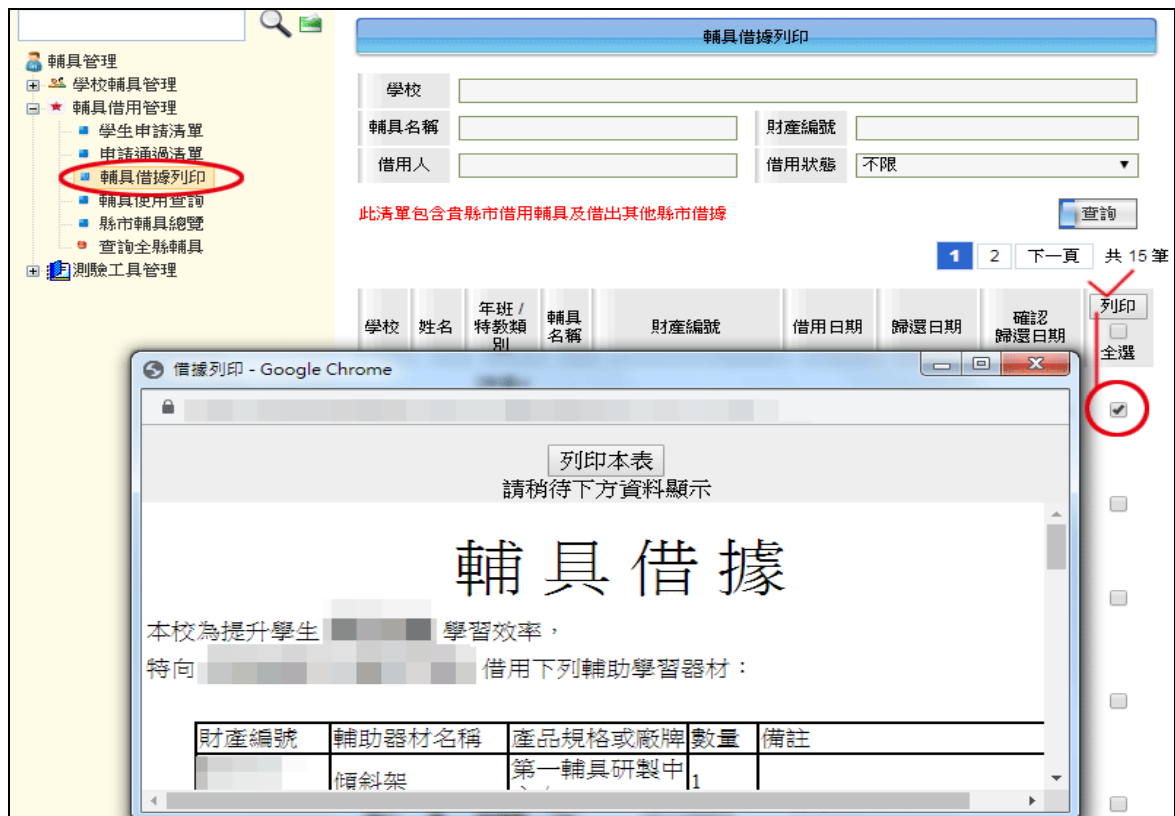 輔具管理
學校輔具管理
輔具借用管理
學生申請清單
申請通過清單
輔具借據列印
輔具使用查詢
縣市輔具總覽
查詢全縣輔具
測驗工具管理
輔具借據列印
學校
輔具名稱 財產編號
借用人 借用狀態 不限
此清單包含貴縣市借用輔具及借出其他縣市借據 查詢
1 2 下一頁 共 15 筆
學校 姓名 年班 / 特教類別 輔具名稱 財產編號 借用日期 歸還日期 確認歸還日期 列印 全選
借據列印 - Google Chrome
列印本表
請稍待下方資料顯示
輔 具 借 據
本校為提升學生 學習效率，
特向 借用下列輔助學習器材：
財產編號 輔助器材名稱 產品規格或廠牌 數量 備註
傾斜架 第一輔具研製中 1